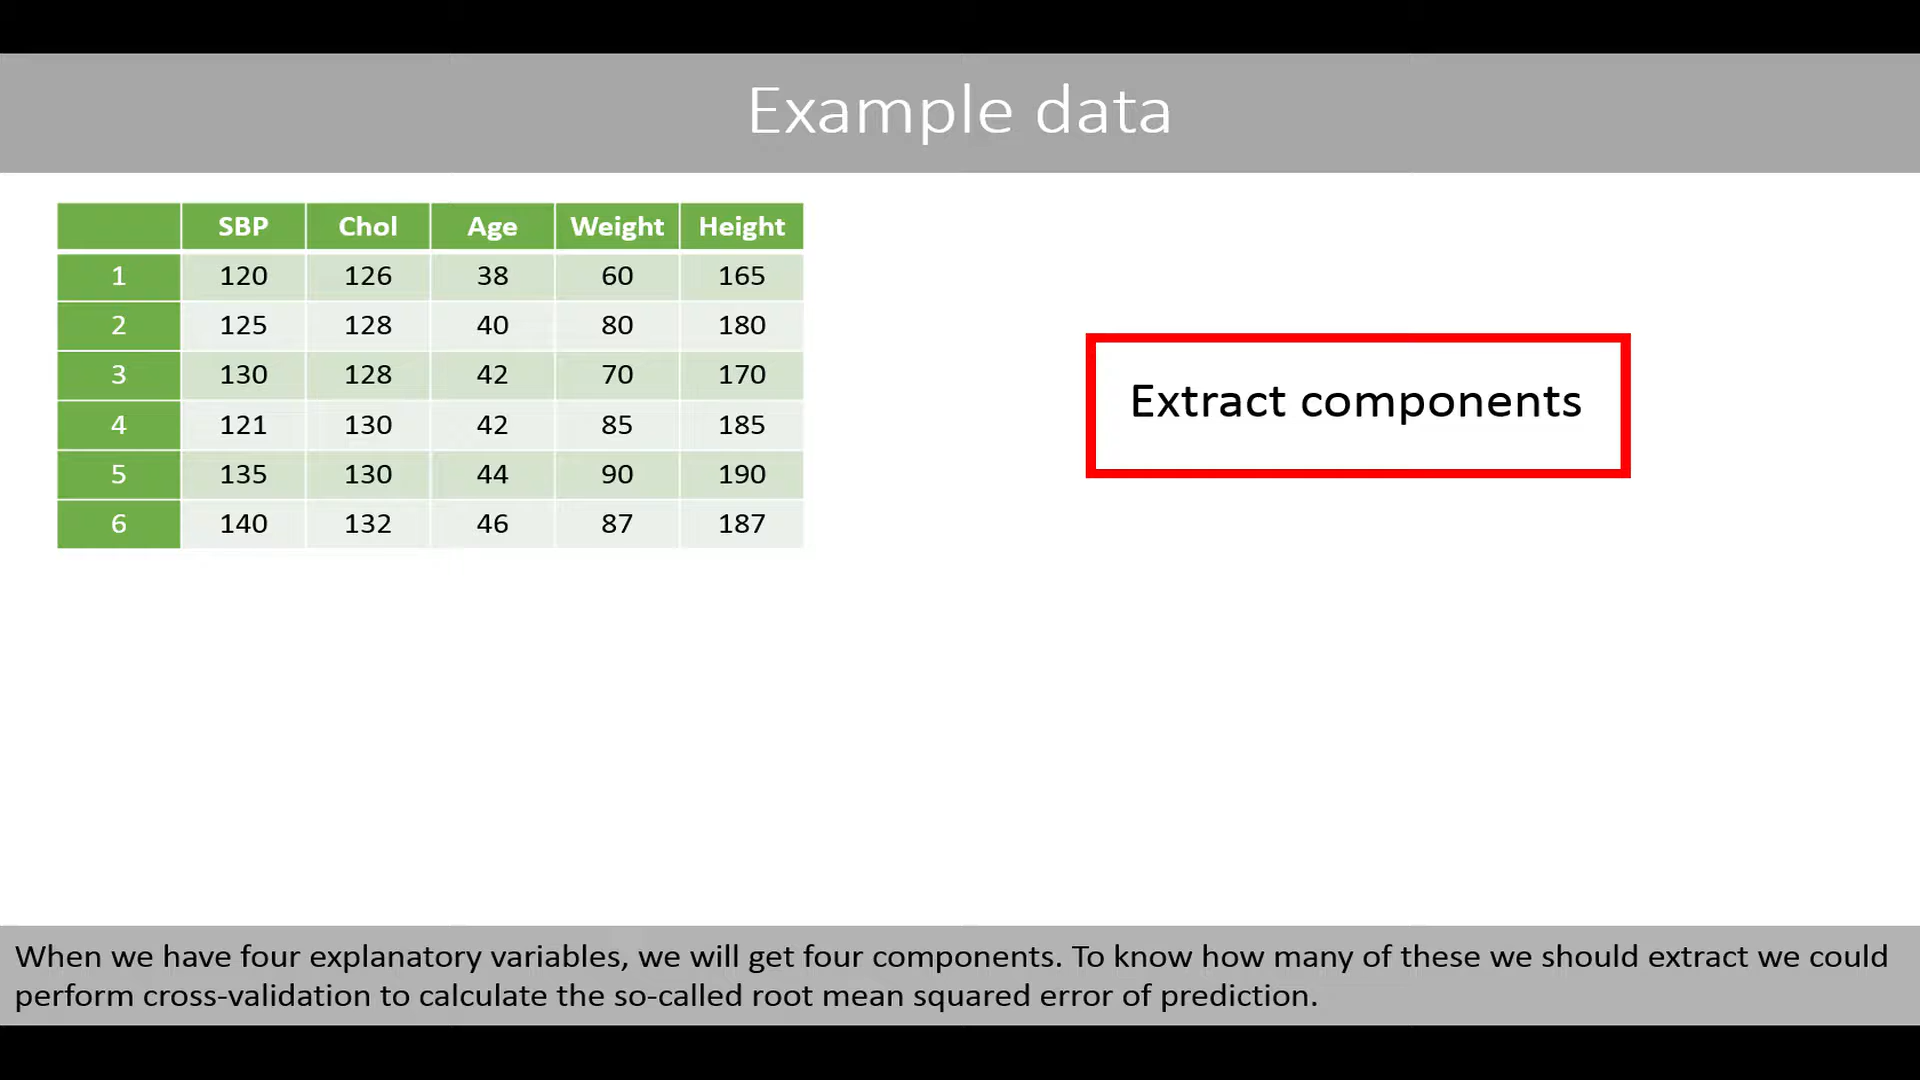 Example data
SBP Chol Age Weight Height
1 120 126 38 60 165
2 125 128 40 80 180
3 130 128 42 70 170
4 121 130 42 85 185
5 135 130 44 90 190
6 140 132 46 87 187
Extract components
When we have four explanatory variables, we will get four components. To know how many of these we should extract we could
perform cross-validation to calculate the so-called root mean squared error of prediction.